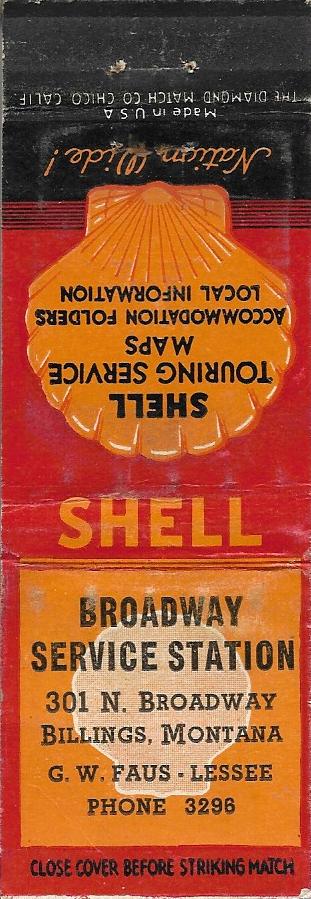 THE DIAMOND MATCH CO CHICO CALIF
Made in U S A
Nation Wide!
SHELL
TOURING SERVICE
MAPS
ACCOMMODATION FOLDERS
LOCAL INFORMATION
SHELL
BROADWAY
SERVICE STATION
301 N. BROADWAY
BILLINGS, MONTANA
G. W. FAUS - LESSEE
PHONE 3296
CLOSE COVER BEFORE STRIKING MATCH